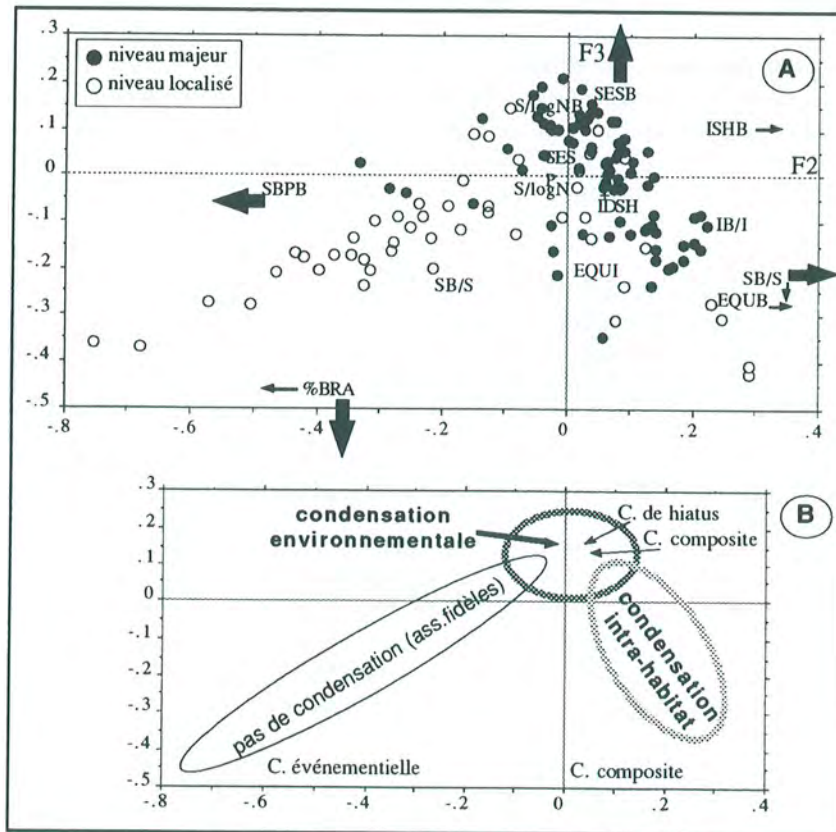 niveau majeur
niveau localisé
A
F3
S/logNB
SESB
ISHB
SES
F2
SBPB
S/logN
IDSH
IB/I
EQUI
SB/S
SB/S
EQUB
%BRA
.3
.2
.1
0
-.1
-.2
-.3
-.4
-.5
-.8
-.6
-.4
-.2
0
.2
.4
B
condensation
environnementale
C. de hiatus
C. composite
pas de condensation (ass.fidèles)
condensation
intra-habitat
C. événementielle
C. composite
.3
.2
.1
0
-.1
-.2
-.3
-.4
-.5
-.8
-.6
-.4
-.2
0
.2
.4